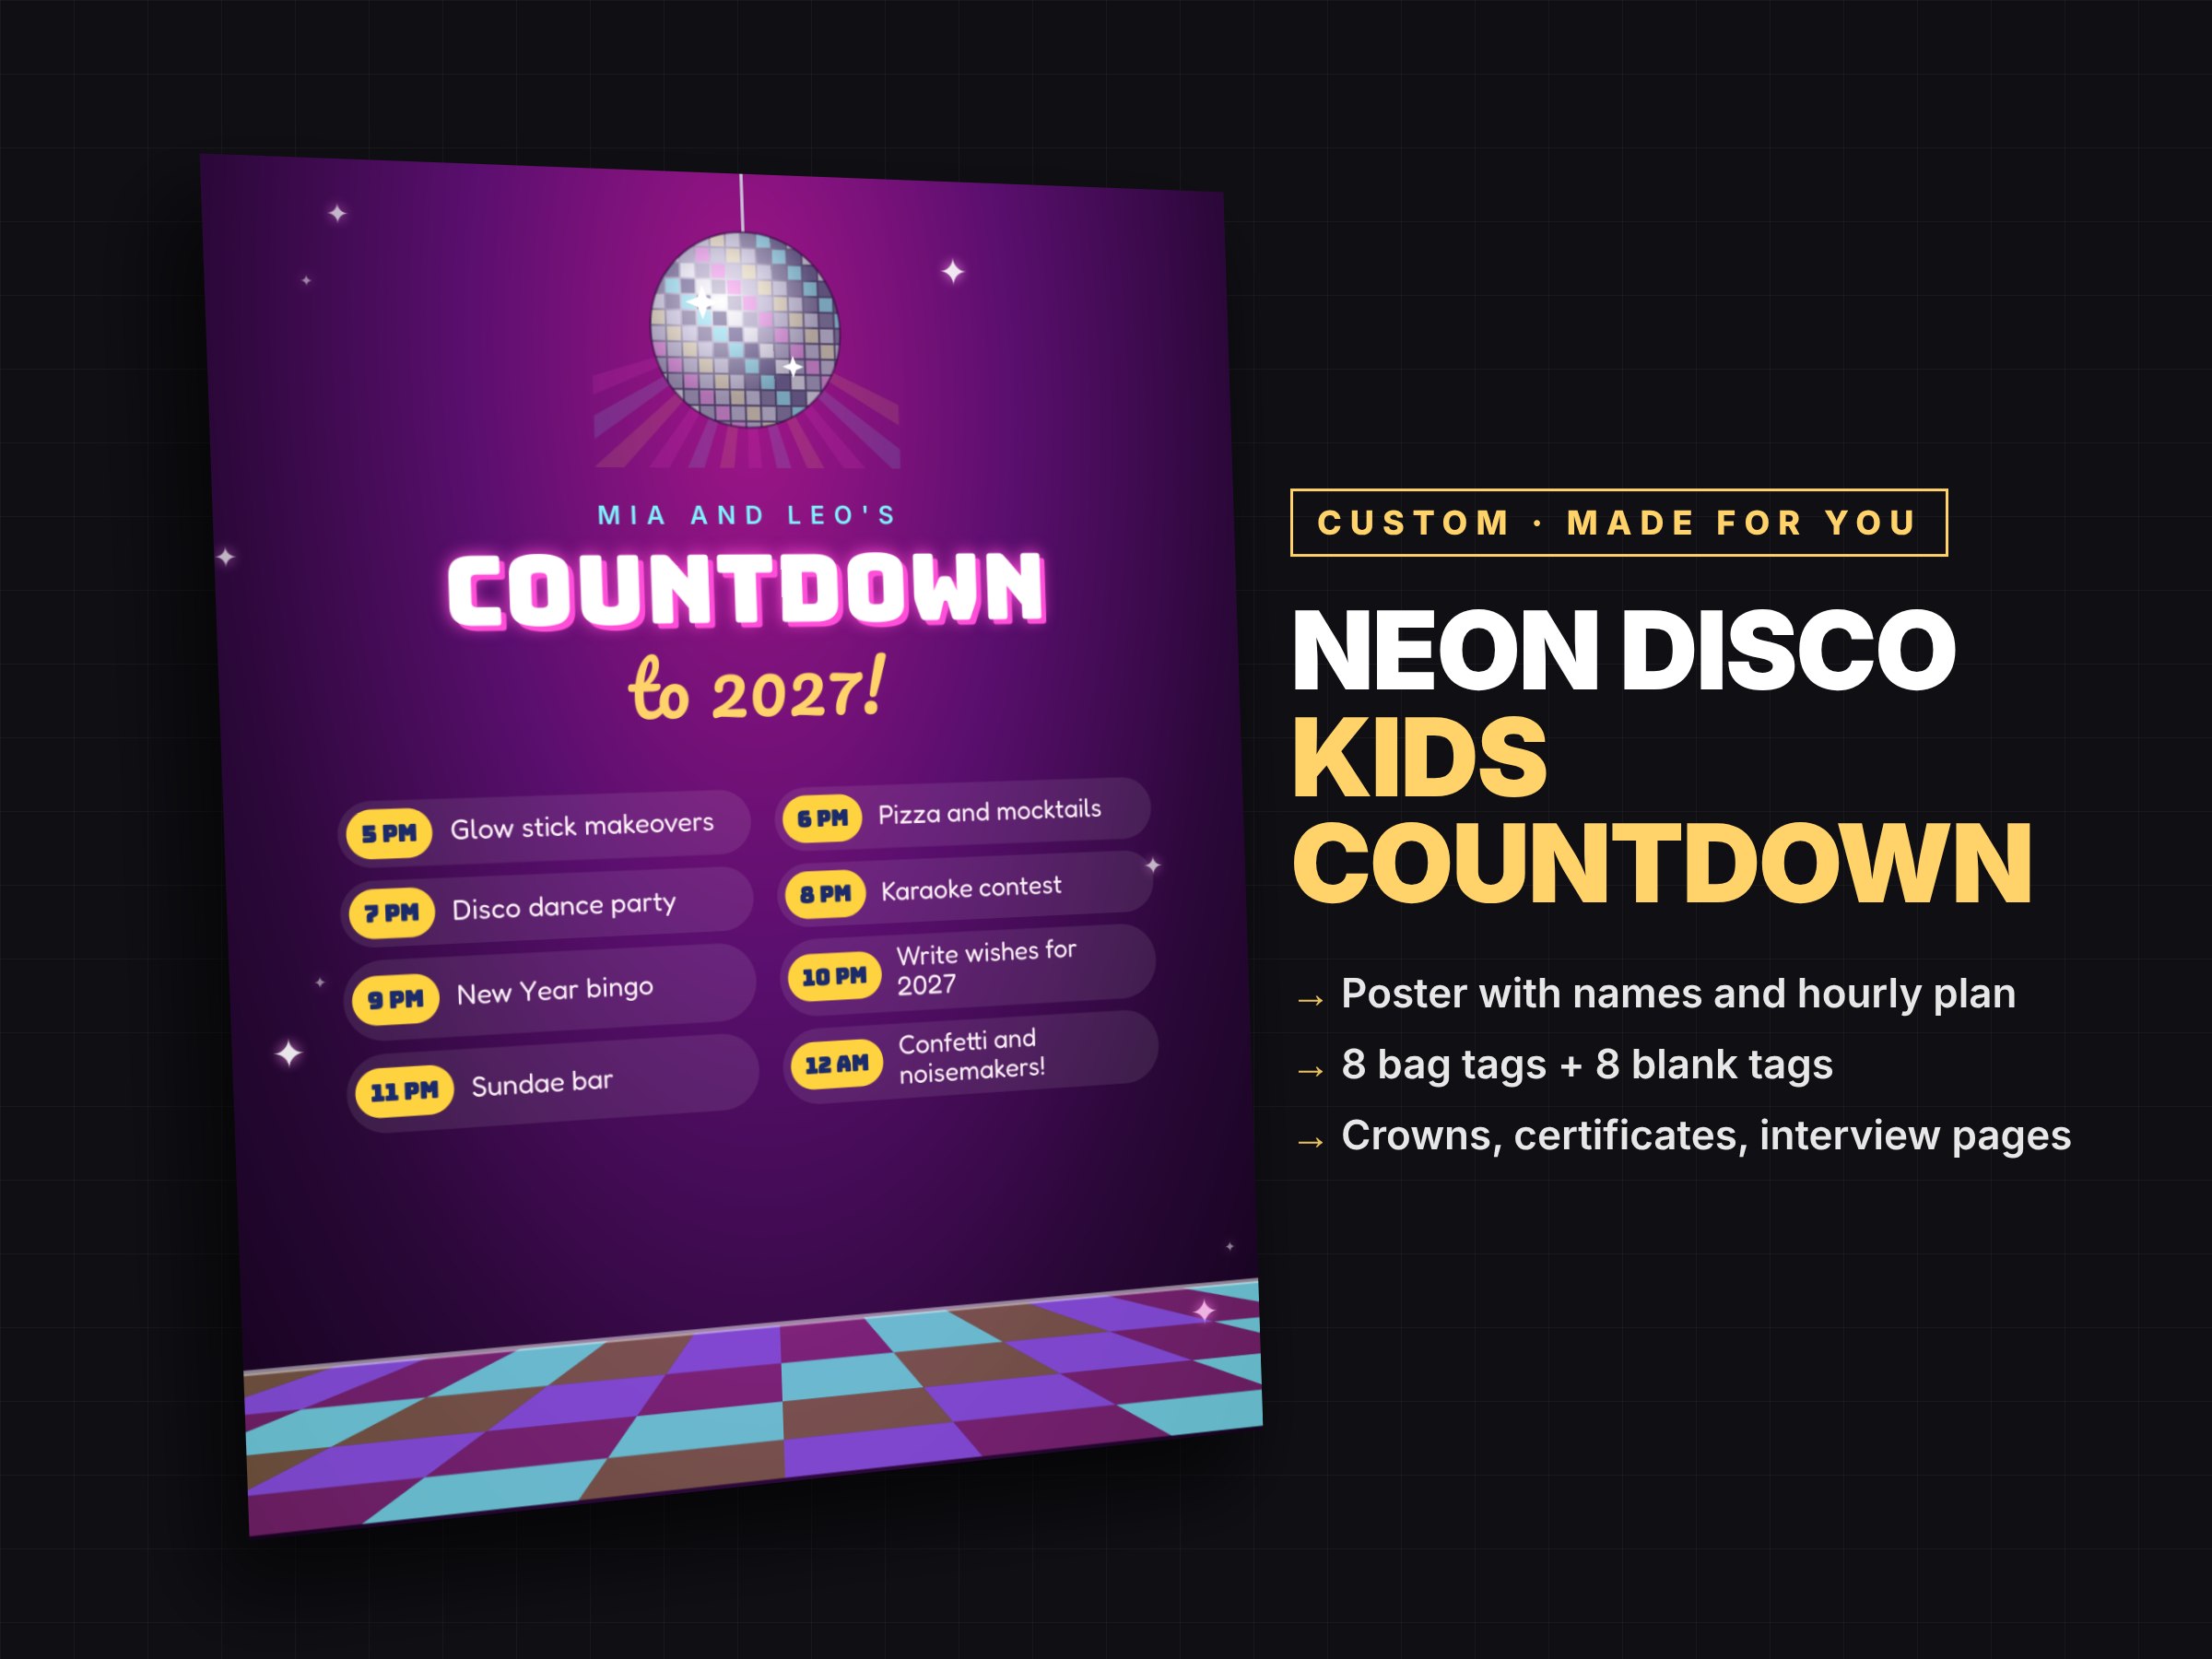 MIA AND LEO'S
COUNTDOWN
to 2027!
5 PM Glow stick makeovers
6 PM Pizza and mocktails
7 PM Disco dance party
8 PM Karaoke contest
9 PM New Year bingo
10 PM Write wishes for
2027
11 PM Sundae bar
12 AM Confetti and
noisemakers!
CUSTOM · MADE FOR YOU
NEON DISCO
KIDS
COUNTDOWN
→ Poster with names and hourly plan
→ 8 bag tags + 8 blank tags
→ Crowns, certificates, interview pages